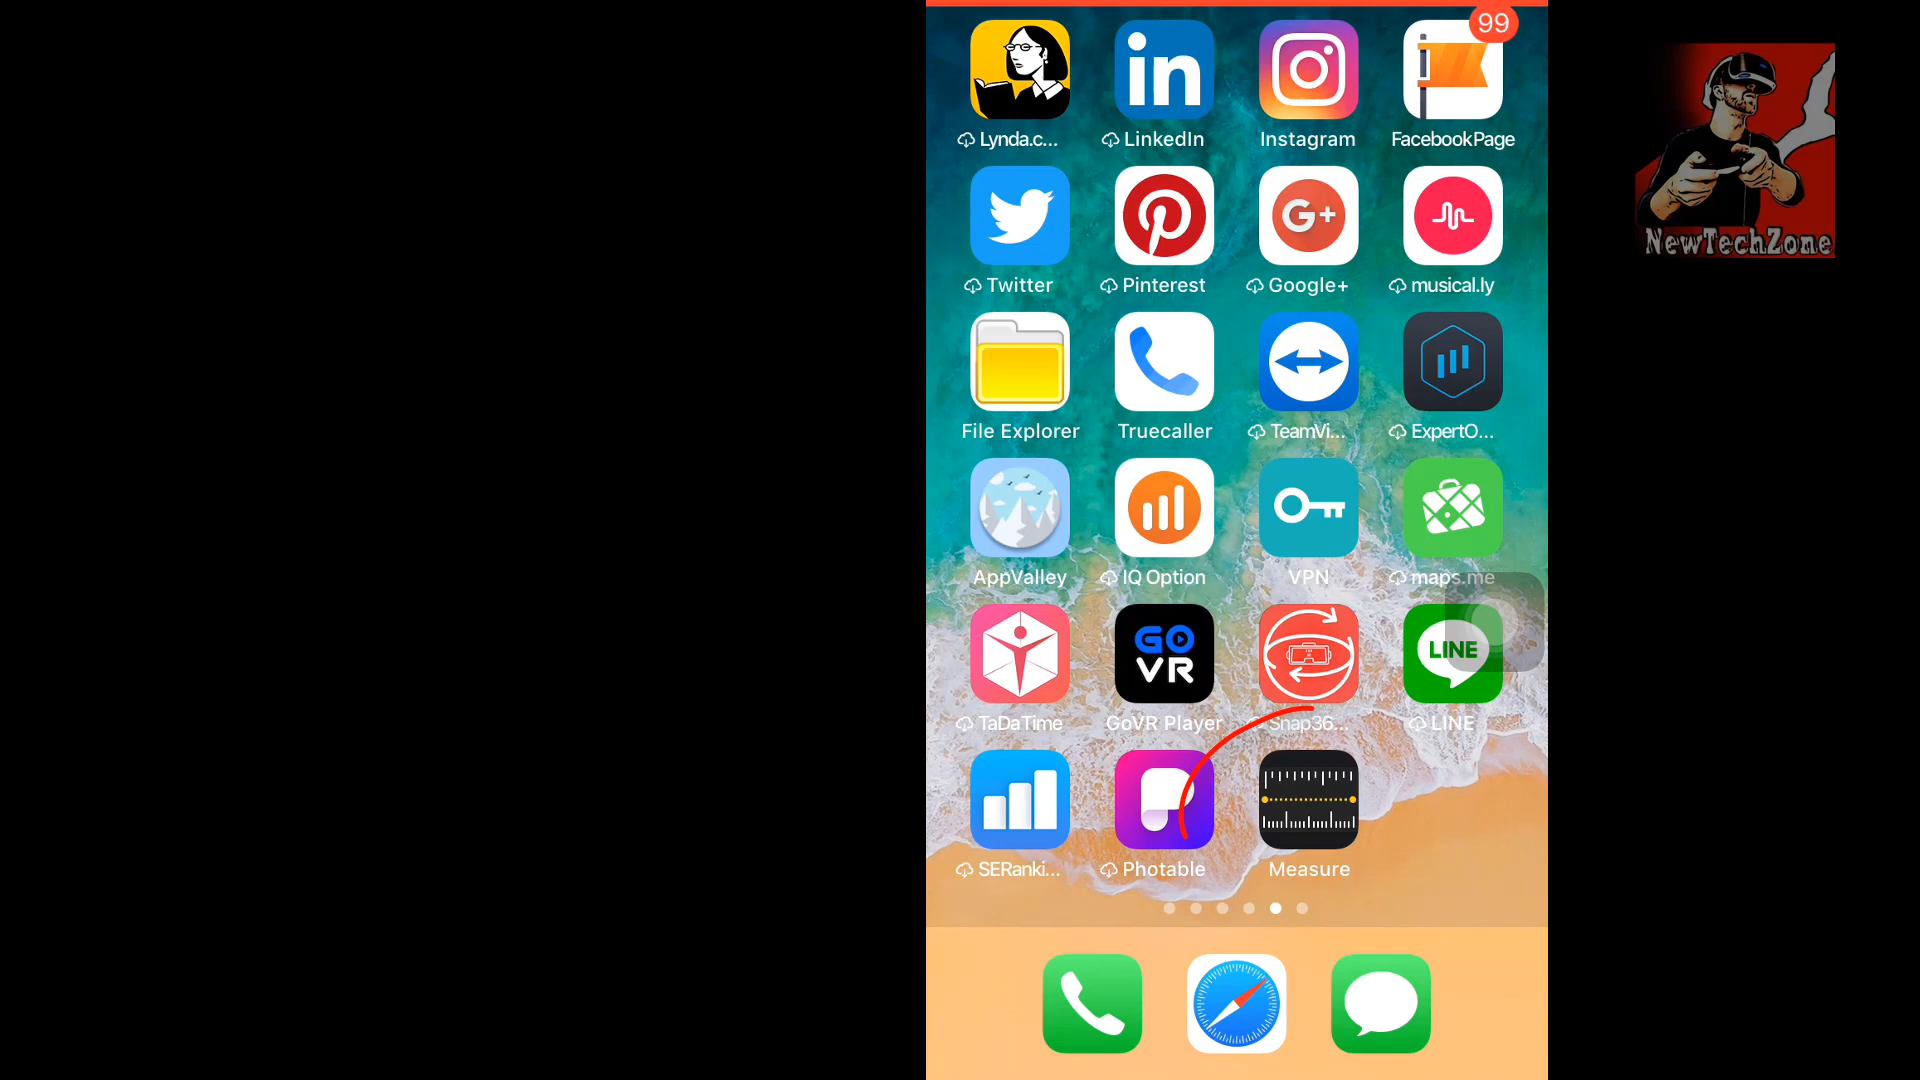 99
in
Lynda.c...
LinkedIn
Instagram
FacebookPage
NewTechZone
G+
Twitter
Pinterest
Google+
musical.ly
File Explorer
Truecaller
TeamVi...
ExpertO...
AppValley
IQ Option
VPN
maps.me
GO
VR
LINE
TaDaTime
GoVR Player
Snap36...
LINE
SERanki...
Photable
Measure